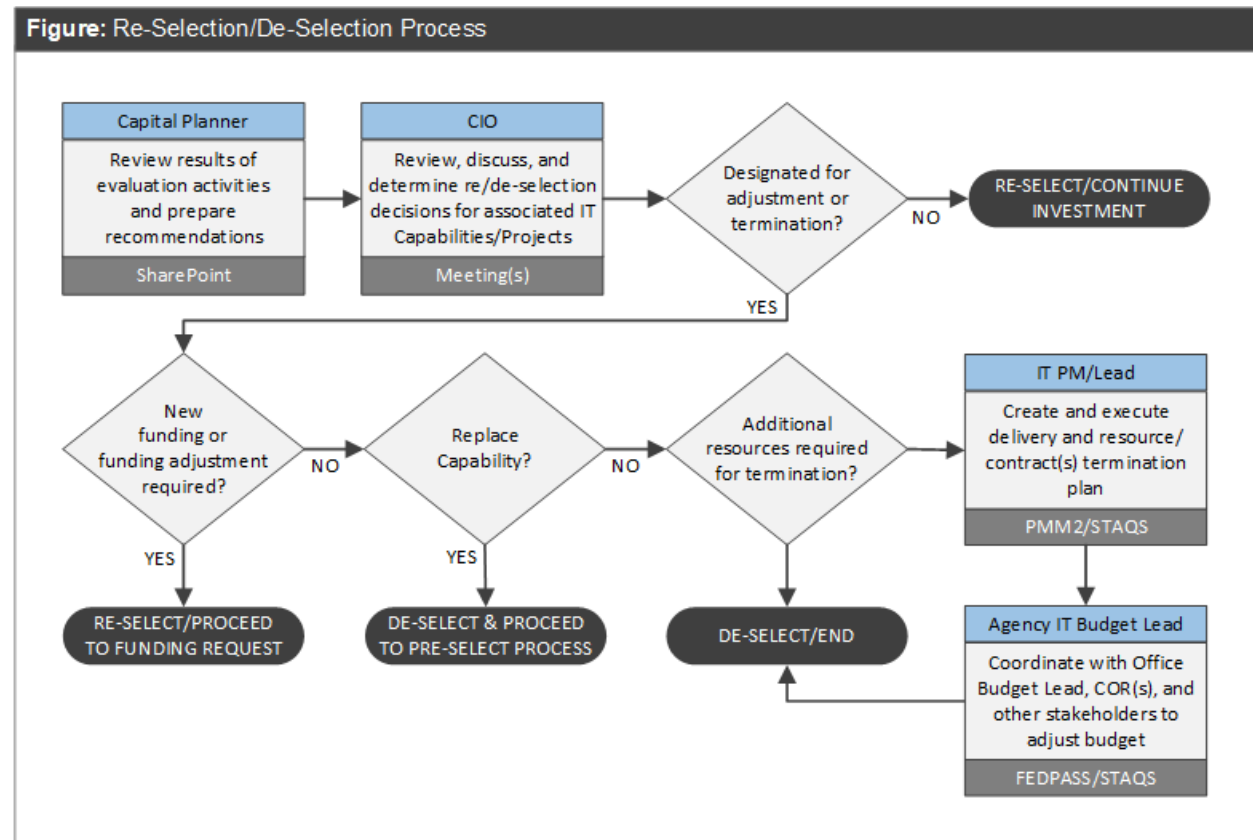 Figure: Re-Selection/De-Selection Process
Capital Planner
Review results of
evaluation activities
and prepare
recommendations
SharePoint
CIO
Review, discuss, and
determine re/de-selection
decisions for associated IT
Capabilities/Projects
Meeting(s)
Designated for
adjustment or
termination?
NO
RE-SELECT/CONTINUE
INVESTMENT
YES
New
funding or
funding adjustment
required?
NO
YES
RE-SELECT/PROCEED
TO FUNDING REQUEST
Replace
Capability?
NO
YES
DE-SELECT & PROCEED
TO PRE-SELECT PROCESS
Additional
resources required
for termination?
DE-SELECT/END
IT PM/Lead
Create and execute
delivery and resource/
contract(s) termination
plan
PMM2/STAQS
Agency IT Budget Lead
Coordinate with Office
Budget Lead, COR(s), and
other stakeholders to
adjust budget
FEDPASS/STAQS